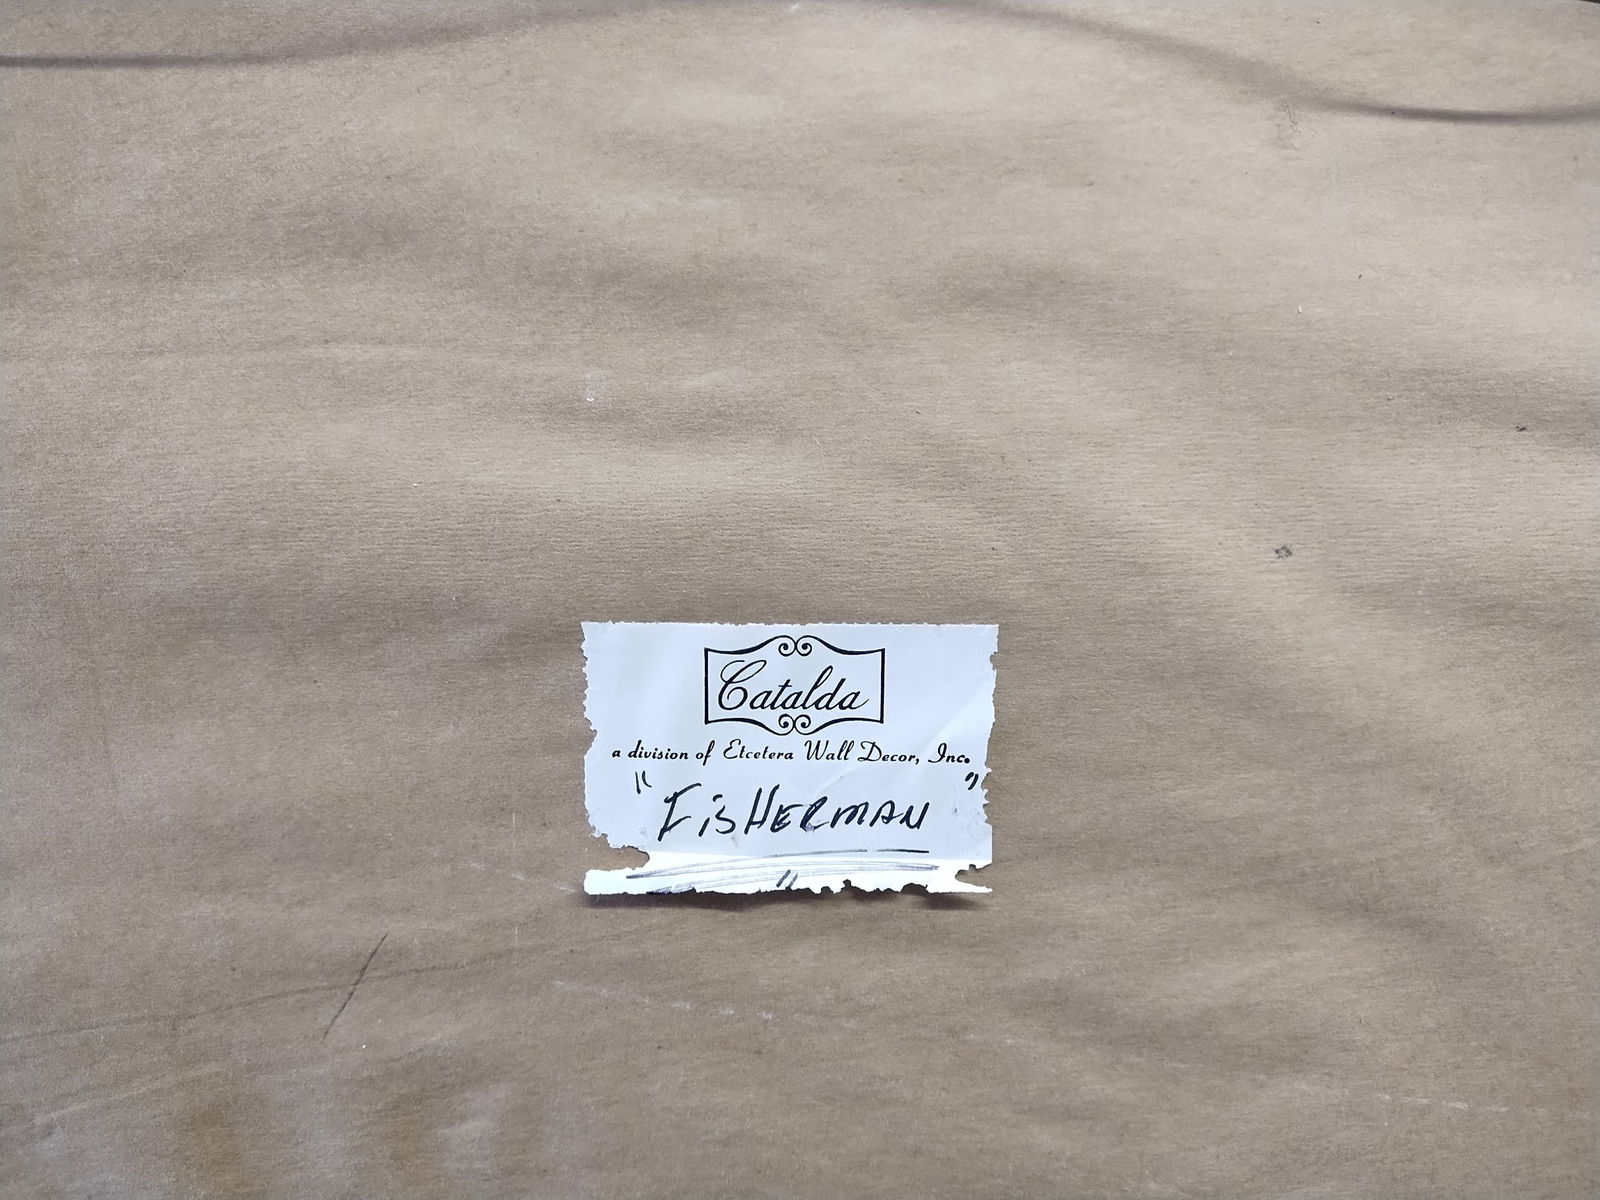 Catalda
a division of Etcetera Wall Decor, Inc.
"FisHERMAN"
"